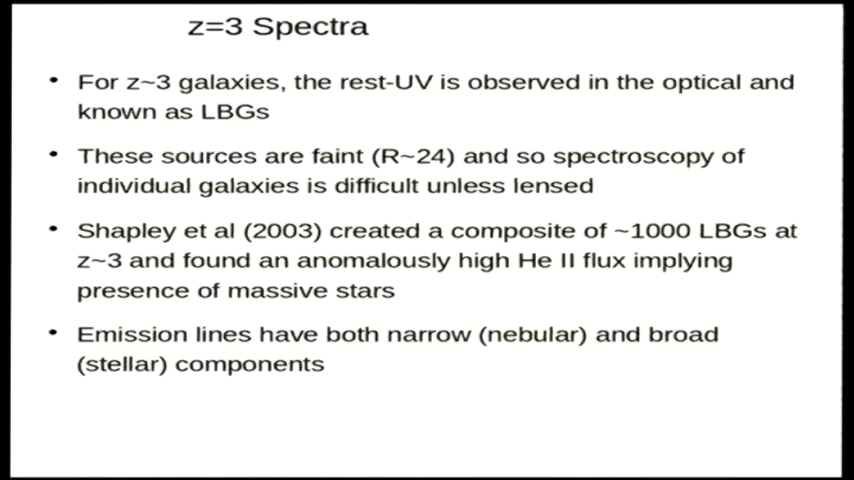 z=3 Spectra
• For z~3 galaxies, the rest-UV is observed in the optical and
known as LBGs
• These sources are faint (R~24) and so spectroscopy of
individual galaxies is difficult unless lensed
• Shapley et al (2003) created a composite of ~1000 LBGs at
z~3 and found an anomalously high He II flux implying
presence of massive stars
• Emission lines have both narrow (nebular) and broad
(stellar) components